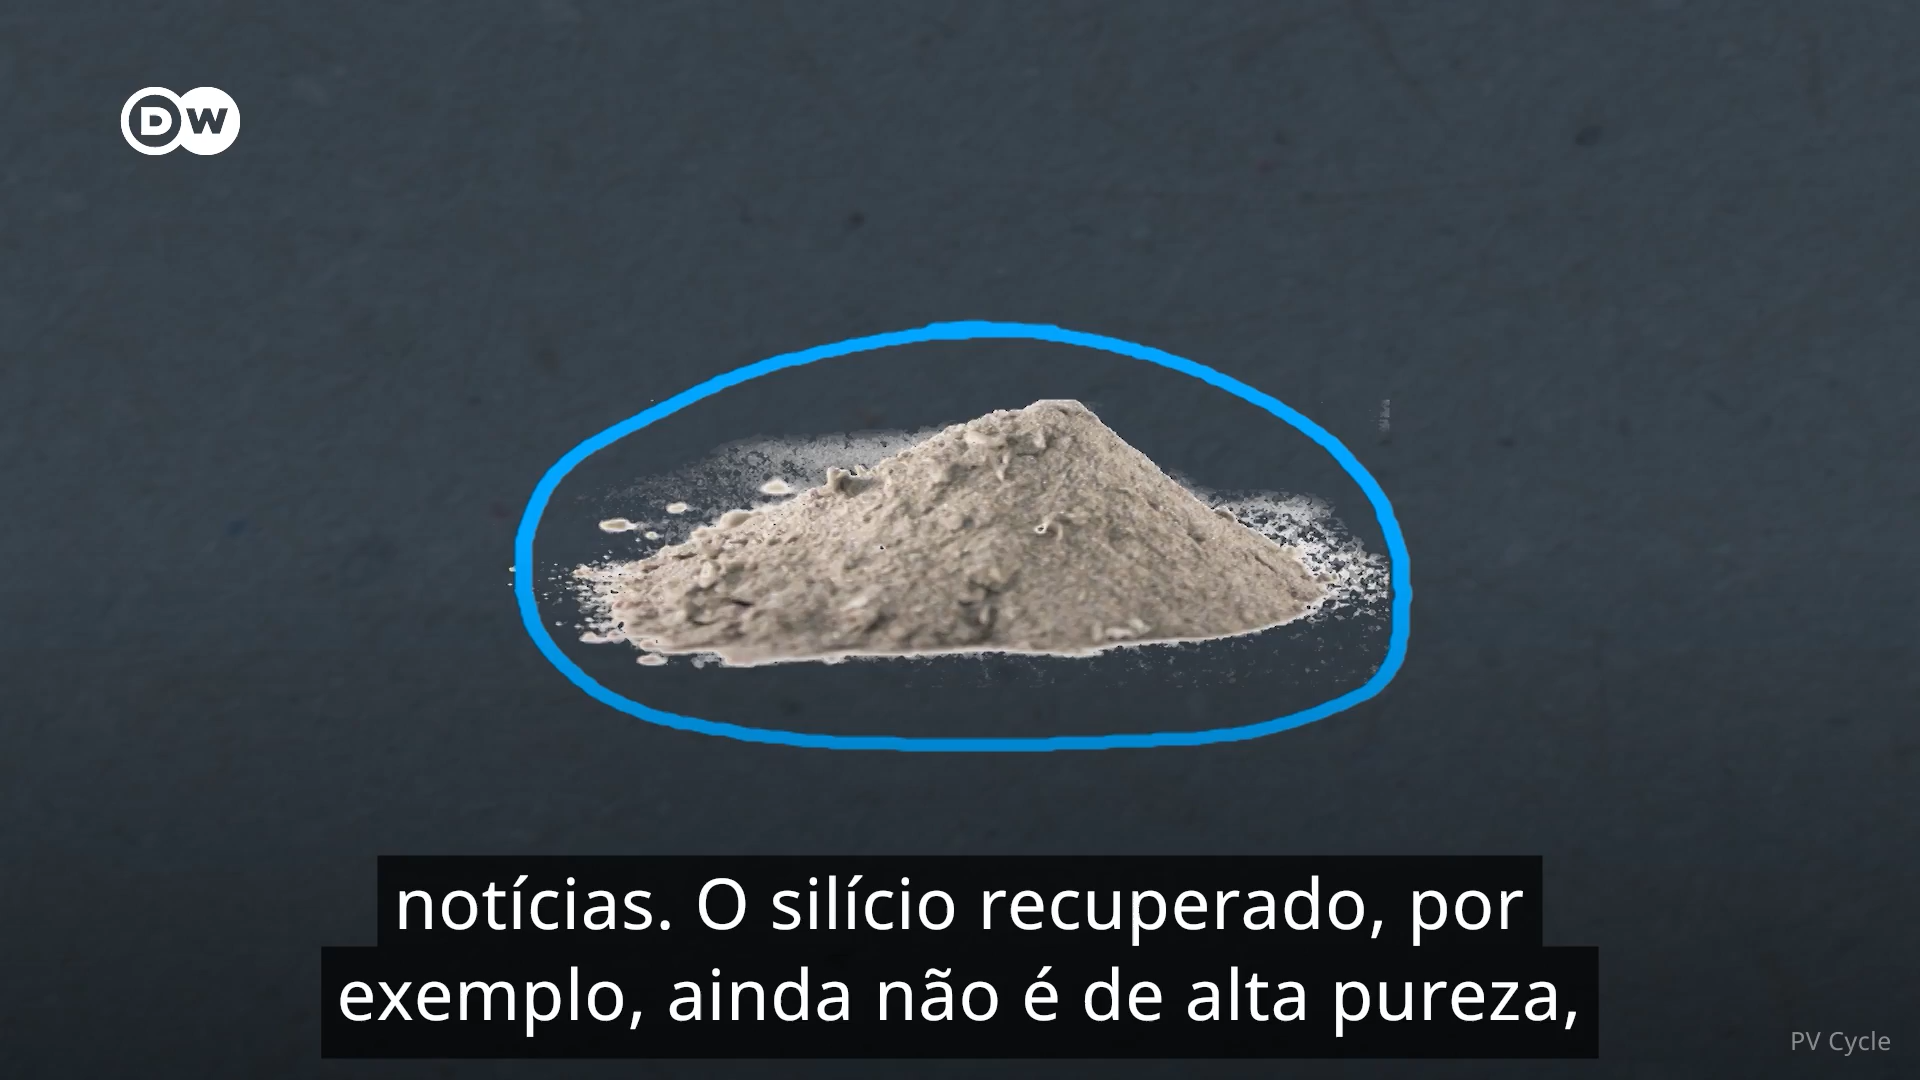 DW
notícias. O silício recuperado, por
exemplo, ainda não é de alta pureza,
PV Cycle